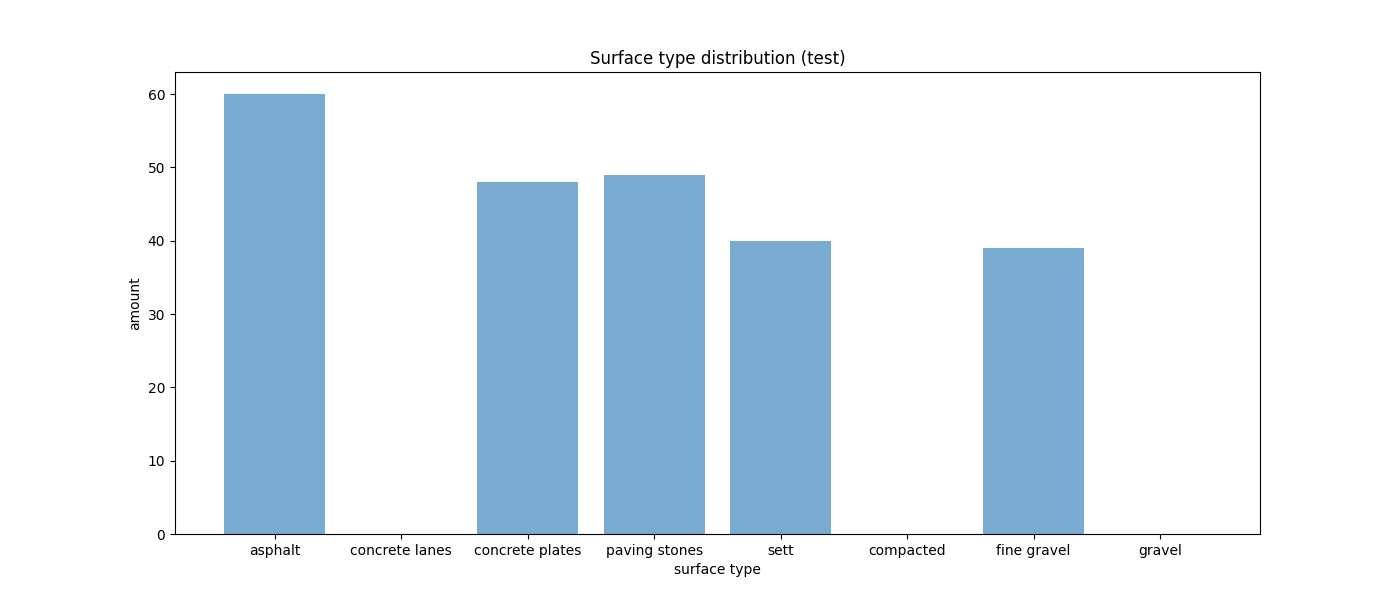 Surface type distribution (test)
60
50
40
30
20
10
0
amount
asphalt concrete lanes concrete plates paving stones sett compacted fine gravel gravel
surface type